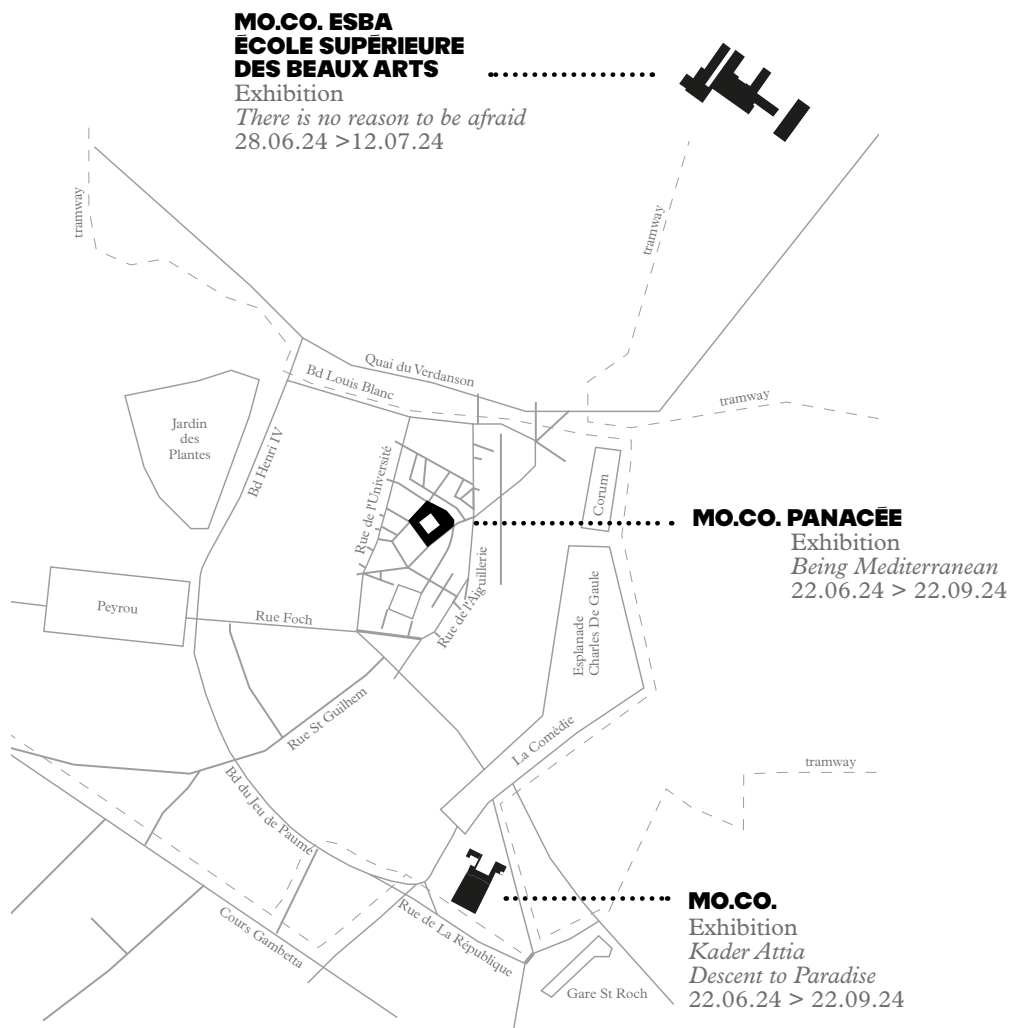 MO.CO. ESBA
ÉCOLE SUPÉRIEURE
DES BEAUX ARTS
Exhibition
There is no reason to be afraid
28.06.24 >12.07.24
tramway
tramway
Quai du Verdanson
Bd Louis Blanc
tramway
Jardin
des
Plantes
Bd Henri IV
Rue de l'Université
Corum
MO.CO. PANACÉE
Exhibition
Being Mediterranean
22.06.24 > 22.09.24
Peyrou
Rue Foch
Rue de l'Aiguillerie
Esplanade
Charles De Gaule
Rue St Guilhem
La Comédie
tramway
Bd du Jeu de Paume
MO.CO.
Exhibition
Kader Attia
Descent to Paradise
22.06.24 > 22.09.24
Cours Gambetta
Rue de La République
Gare St Roch